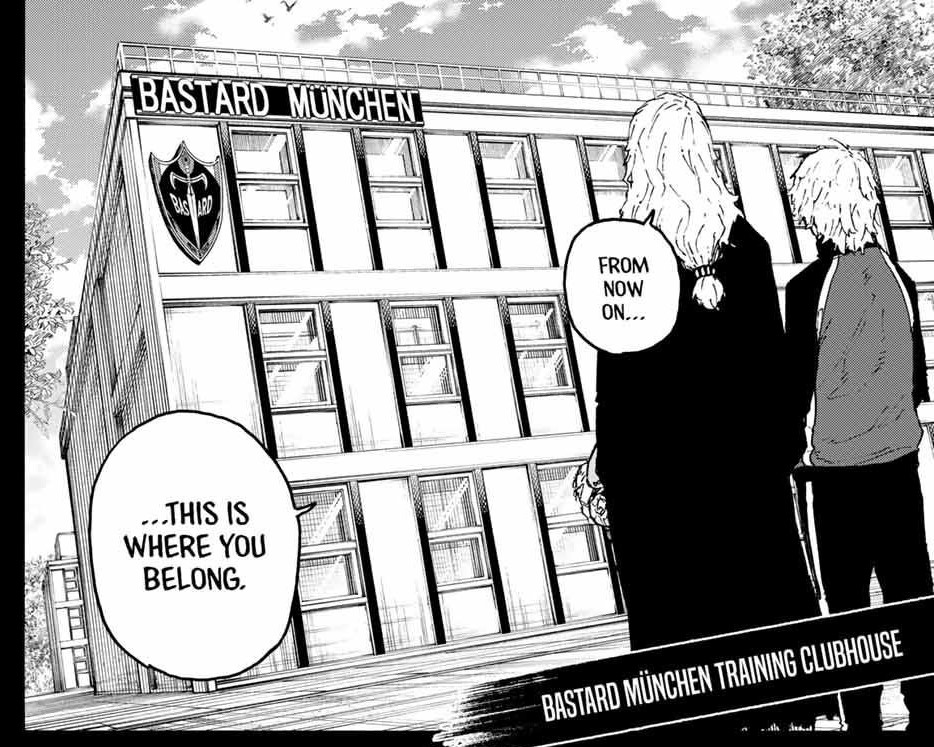 BASTARD MÜNCHEN
BASTARD
FROM
NOW
ON...
...THIS IS
WHERE YOU
BELONG.
BASTARD MÜNCHEN TRAINING CLUBHOUSE